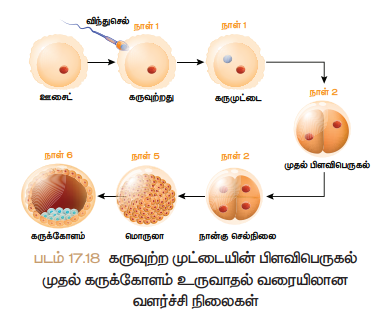 விந்துசெல்
நாள் 1
நாள் 1
ஊசைட்
கருவுற்றது
கருமுட்டை
நாள் 2
முதல் பிளவிபெருகல்
நாள் 6
நாள் 5
நாள் 2
கருக்கோளம்
மொருலா
நான்கு செல்நிலை
படம் 17.18 கருவுற்ற முட்டையின் பிளவிபெருகல்
முதல் கருக்கோளம் உருவாதல் வரையிலான
வளர்ச்சி நிலைகள்